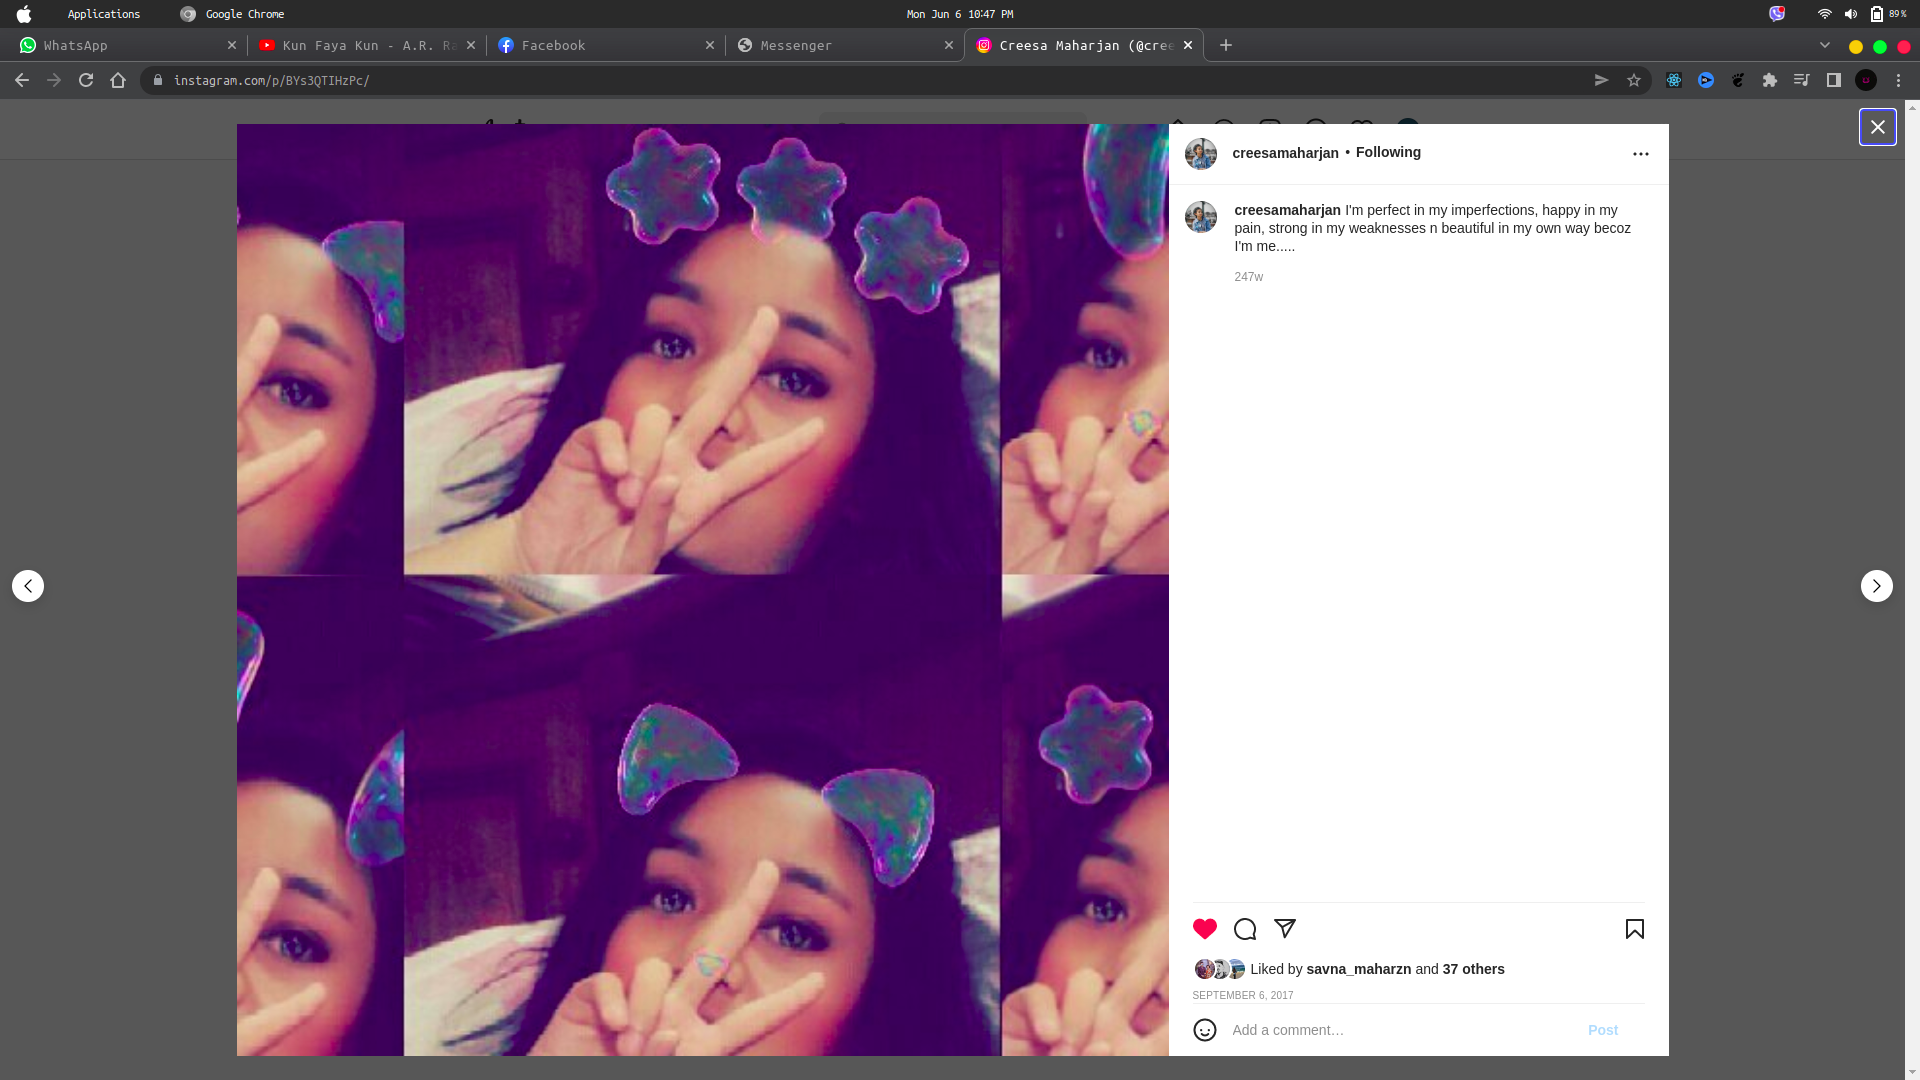 Applications Google Chrome Mon Jun 6 10:47 PM 89%
WhatsApp Kun Faya Kun - A.R. Ra Facebook Messenger Creesa Maharjan (@cree
instagram.com/p/BYs3QTIHzPc/
creesamaharjan • Following
creesamaharjan I'm perfect in my imperfections, happy in my
pain, strong in my weaknesses n beautiful in my own way becoz
I'm me.....
247w
Liked by savna_maharzn and 37 others
SEPTEMBER 6, 2017
Add a comment… Post